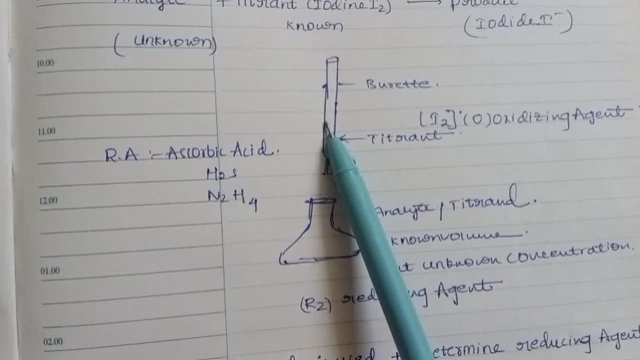 + Titrant (Iodine I2) → product
(Unknown) known (Iodide I-)
10.00
Burette.
[I2] (O) Oxidizing Agent
11.00
Titrant
R.A :- Ascorbic Acid.
H2S
12.00
N2H4
Analyte / Titrand.
known volume
01.00
unknown concentration.
(R2) Agent
02.00
determine reducing Agent